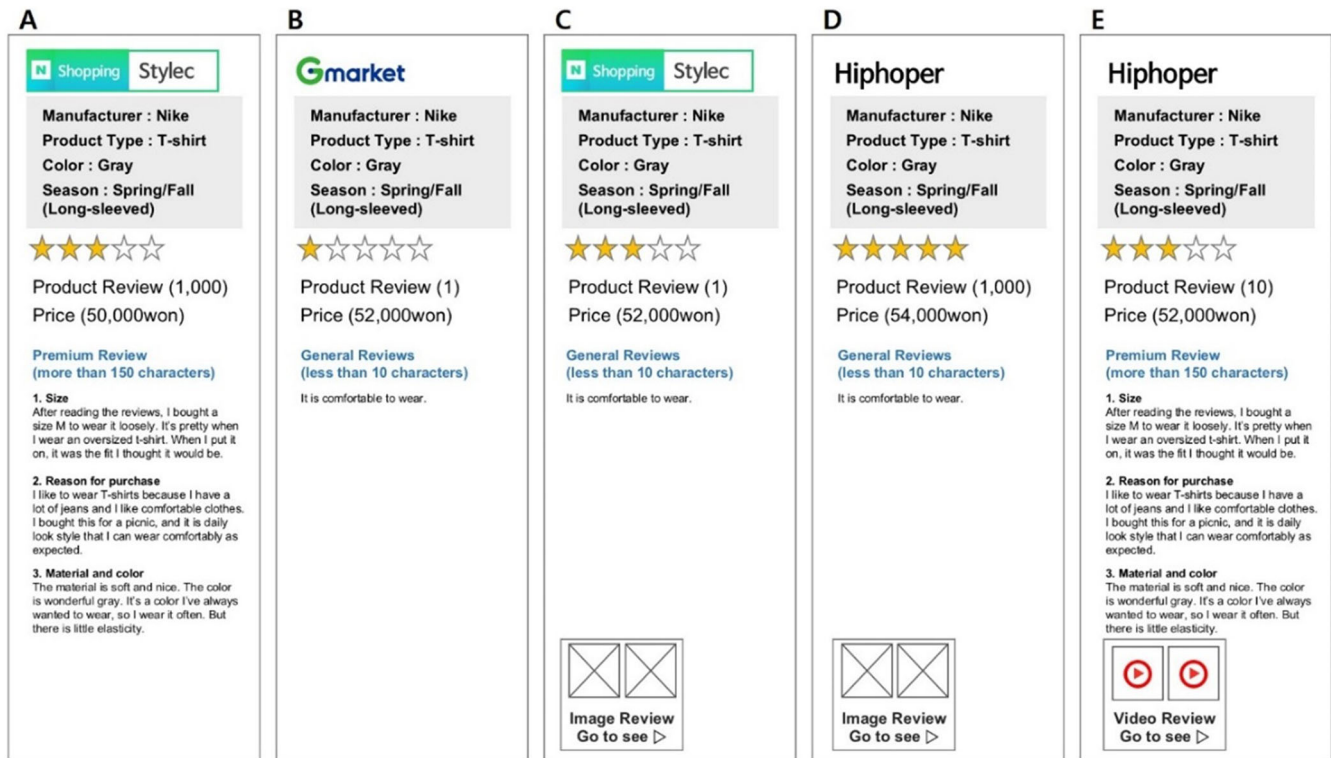 A
N Shopping Stylec
Manufacturer : Nike
Product Type : T-shirt
Color : Gray
Season : Spring/Fall
(Long-sleeved)
Product Review (1,000)
Price (50,000won)
Premium Review
(more than 150 characters)
1. Size
After reading the reviews, I bought a
size M to wear it loosely. It's pretty when
I wear an oversized t-shirt. When I put it
on, it was the fit I thought it would be.
2. Reason for purchase
I like to wear T-shirts because I have a
lot of jeans and I like comfortable clothes.
I bought this for a picnic, and it is daily
look style that I can wear comfortably as
expected.
3. Material and color
The material is soft and nice. The color
is wonderful gray. It's a color I've always
wanted to wear, so I wear it often. But
there is little elasticity.
B
Gmarket
Manufacturer : Nike
Product Type : T-shirt
Color : Gray
Season : Spring/Fall
(Long-sleeved)
Product Review (1)
Price (52,000won)
General Reviews
(less than 10 characters)
It is comfortable to wear.
C
N Shopping Stylec
Manufacturer : Nike
Product Type : T-shirt
Color : Gray
Season : Spring/Fall
(Long-sleeved)
Product Review (1)
Price (52,000won)
General Reviews
(less than 10 characters)
It is comfortable to wear.
Image Review
Go to see ▷
D
Hiphoper
Manufacturer : Nike
Product Type : T-shirt
Color : Gray
Season : Spring/Fall
(Long-sleeved)
Product Review (1,000)
Price (54,000won)
General Reviews
(less than 10 characters)
It is comfortable to wear.
Image Review
Go to see ▷
E
Hiphoper
Manufacturer : Nike
Product Type : T-shirt
Color : Gray
Season : Spring/Fall
(Long-sleeved)
Product Review (10)
Price (52,000won)
Premium Review
(more than 150 characters)
1. Size
After reading the reviews, I bought a
size M to wear it loosely. It's pretty when
I wear an oversized t-shirt. When I put it
on, it was the fit I thought it would be.
2. Reason for purchase
I like to wear T-shirts because I have a
lot of jeans and I like comfortable clothes.
I bought this for a picnic, and it is daily
look style that I can wear comfortably as
expected.
3. Material and color
The material is soft and nice. The color
is wonderful gray. It's a color I've always
wanted to wear, so I wear it often. But
there is little elasticity.
Video Review
Go to see ▷